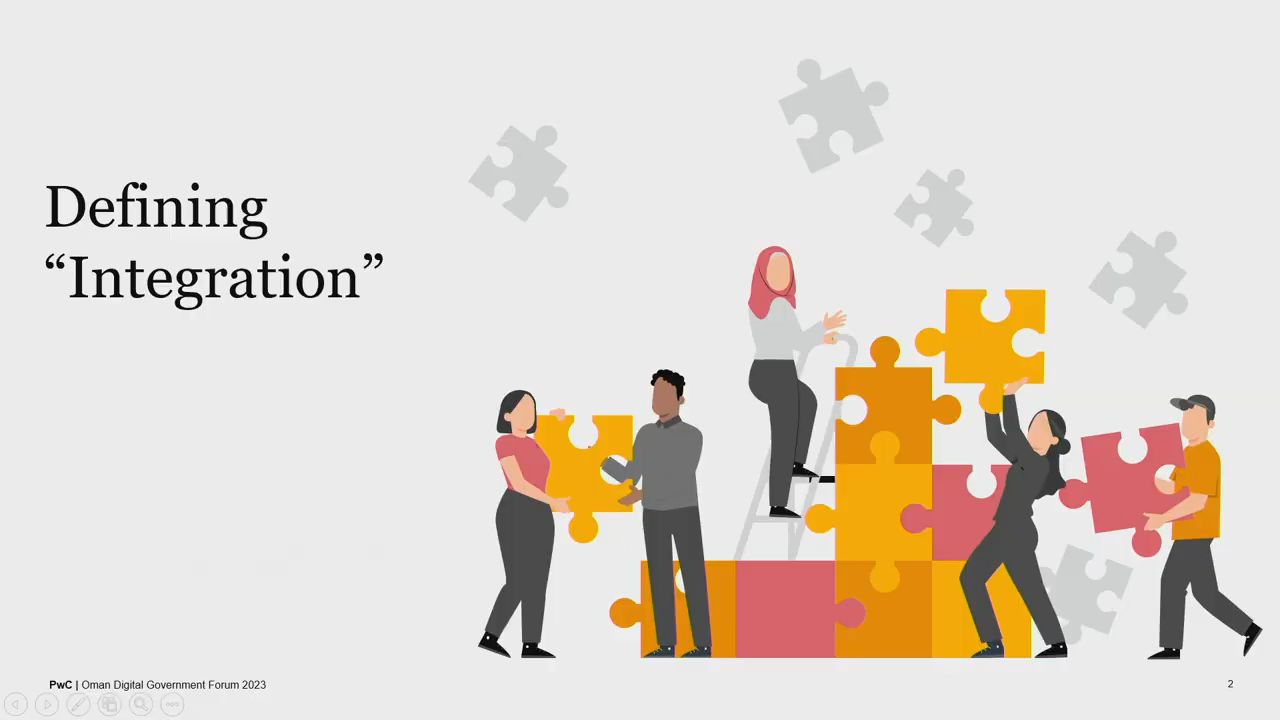 Defining
“Integration”
PwC | Oman Digital Government Forum 2023
2